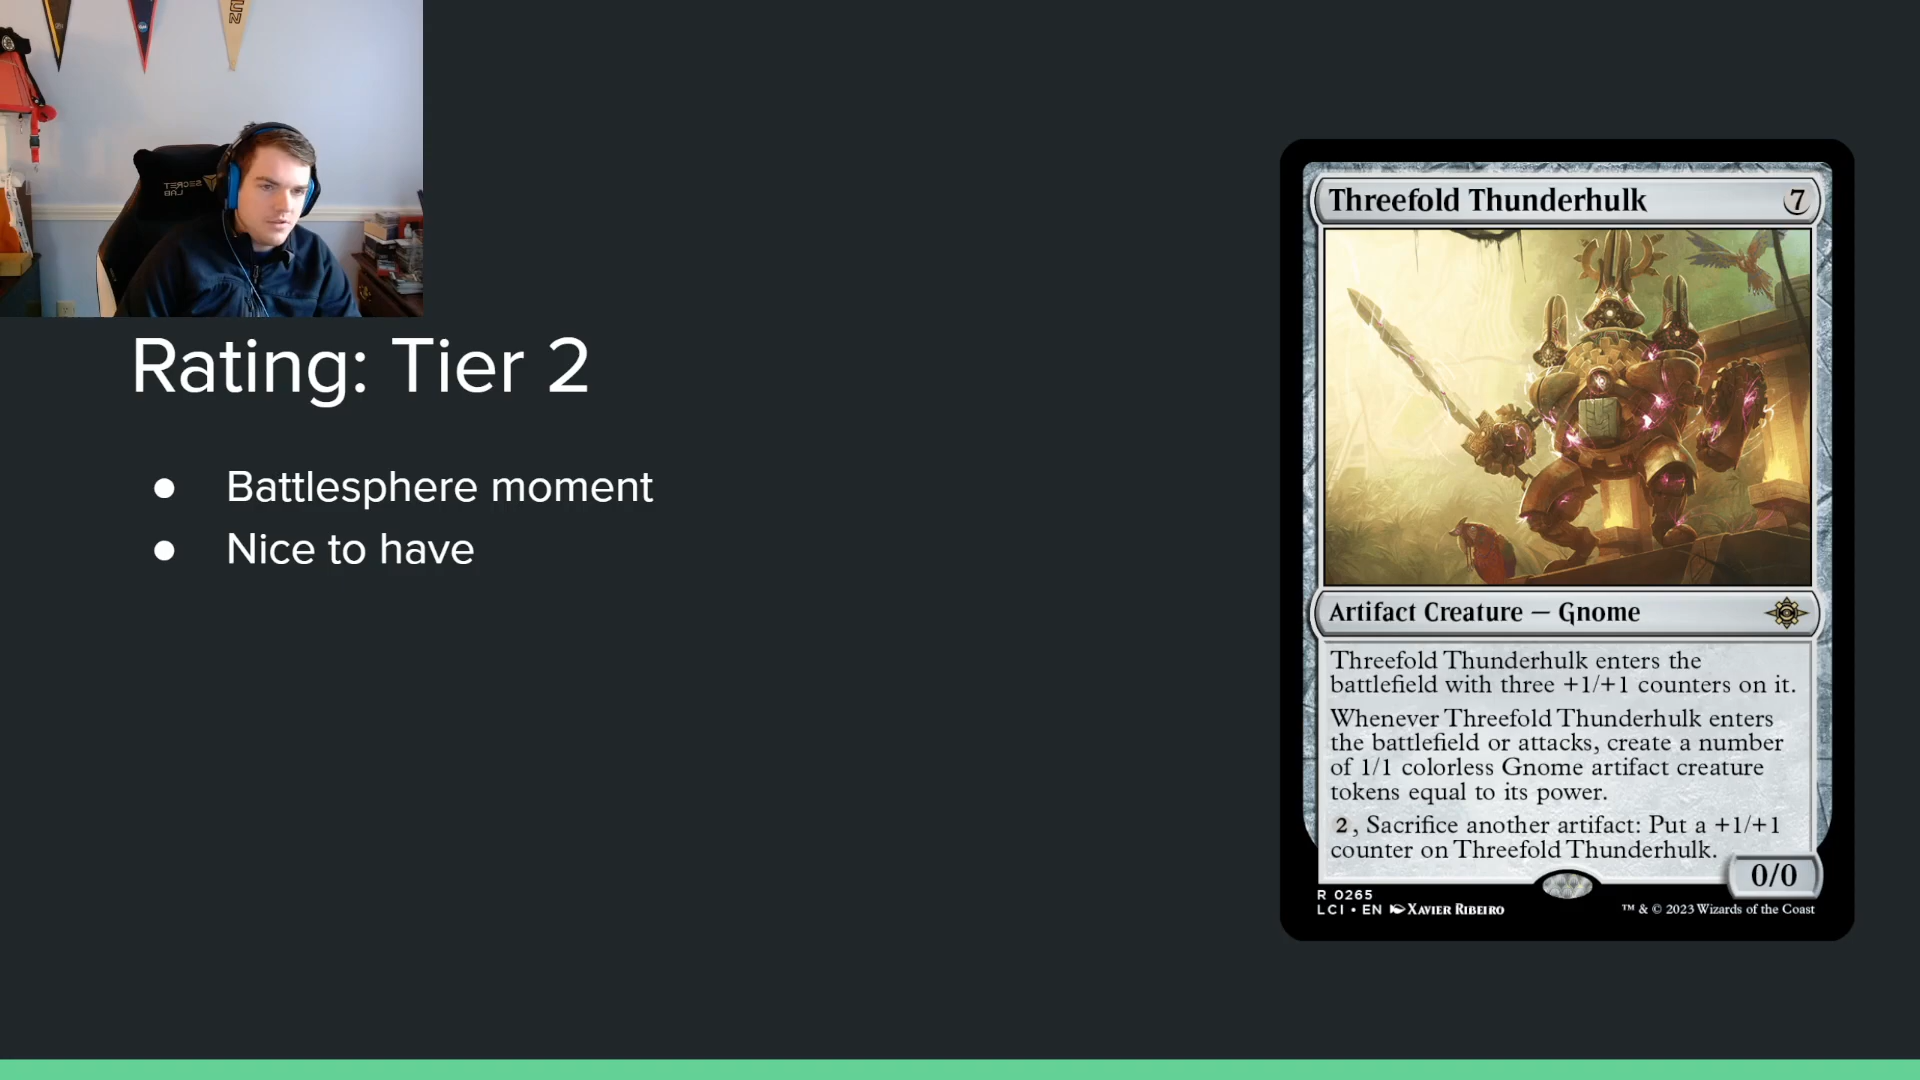 Rating: Tier 2
Battlesphere moment
Nice to have
Threefold Thunderhulk 7
Artifact Creature — Gnome
Threefold Thunderhulk enters the
battlefield with three +1/+1 counters on it.
Whenever Threefold Thunderhulk enters
the battlefield or attacks, create a number
of 1/1 colorless Gnome artifact creature
tokens equal to its power.
2, Sacrifice another artifact: Put a +1/+1
counter on Threefold Thunderhulk.
0/0
R 0265
LCI • EN Xavier Ribeiro
™ & © 2023 Wizards of the Coast
SECRET
LAB